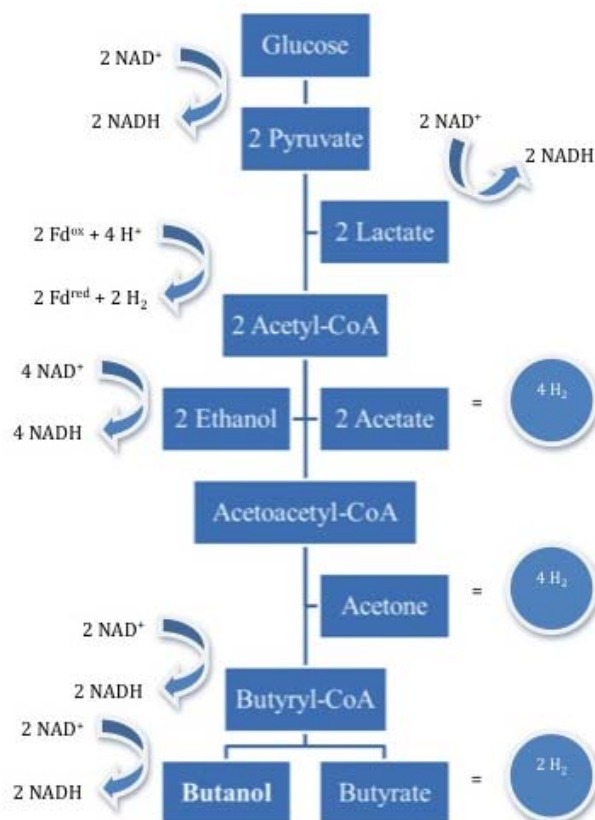 Glucose
2 NAD⁺
2 NADH
2 Pyruvate
2 NAD⁺
2 NADH
2 Lactate
2 Fdᵒˣ + 4 H⁺
2 Fdʳᵉᵈ + 2 H₂
2 Acetyl-CoA
4 NAD⁺
4 NADH
2 Ethanol
2 Acetate
=
4 H₂
Acetoacetyl-CoA
Acetone
=
4 H₂
2 NAD⁺
2 NADH
Butyryl-CoA
2 NAD⁺
2 NADH
Butanol
Butyrate
=
2 H₂